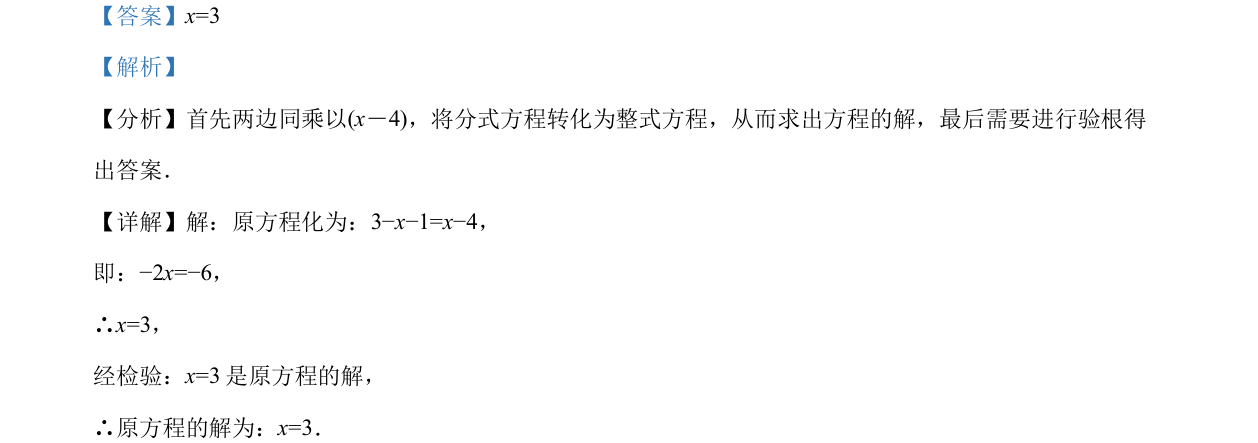 【答案】x=3
【解析】
【分析】首先两边同乘以(x－4)，将分式方程转化为整式方程，从而求出方程的解，最后需要进行验根得
出答案．
【详解】解：原方程化为：3−x−1=x−4，
即：−2x=−6，
∴x=3，
经检验：x=3 是原方程的解，
∴原方程的解为：x=3．